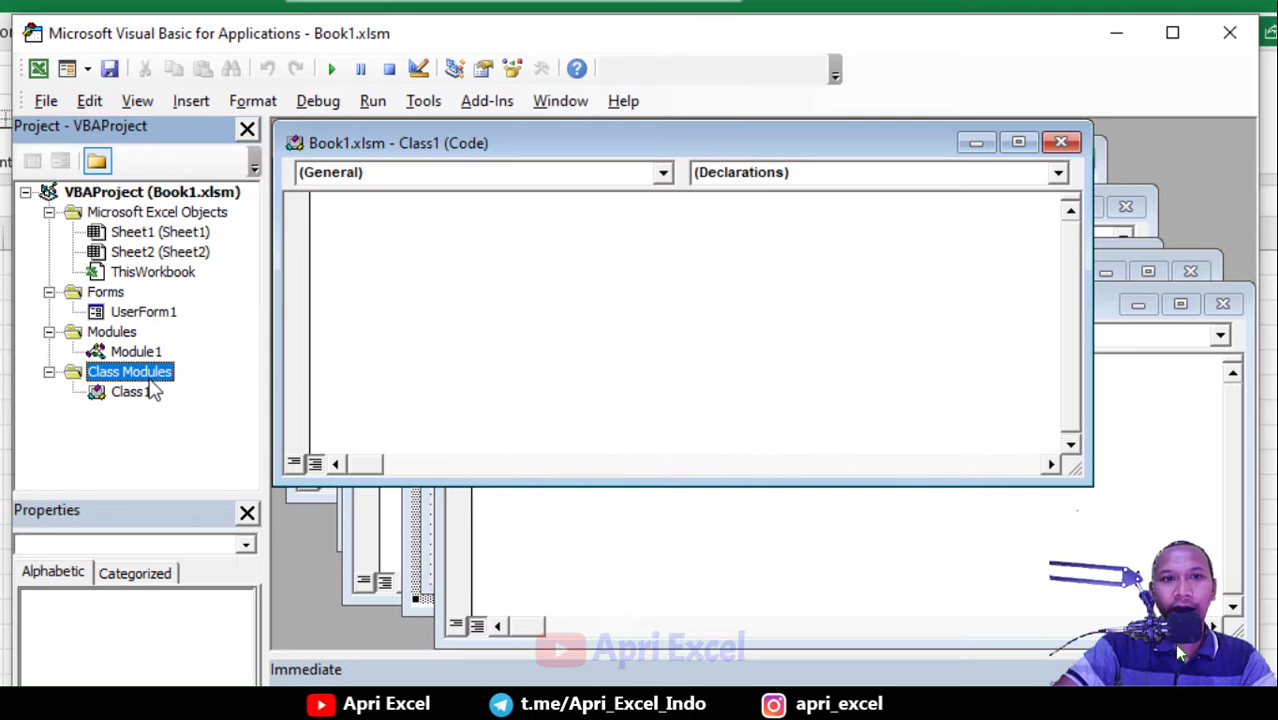 Microsoft Visual Basic for Applications - Book1.xlsm
File Edit View Insert Format Debug Run Tools Add-Ins Window Help
Project - VBAProject
VBAProject (Book1.xlsm)
Microsoft Excel Objects
Sheet1 (Sheet1)
Sheet2 (Sheet2)
ThisWorkbook
Forms
UserForm1
Modules
Module1
Class Modules
Class1
Book1.xlsm - Class1 (Code)
(General)
(Declarations)
Properties
Alphabetic
Categorized
Immediate
Apri Excel
Apri Excel
t.me/Apri_Excel_Indo
apri_excel